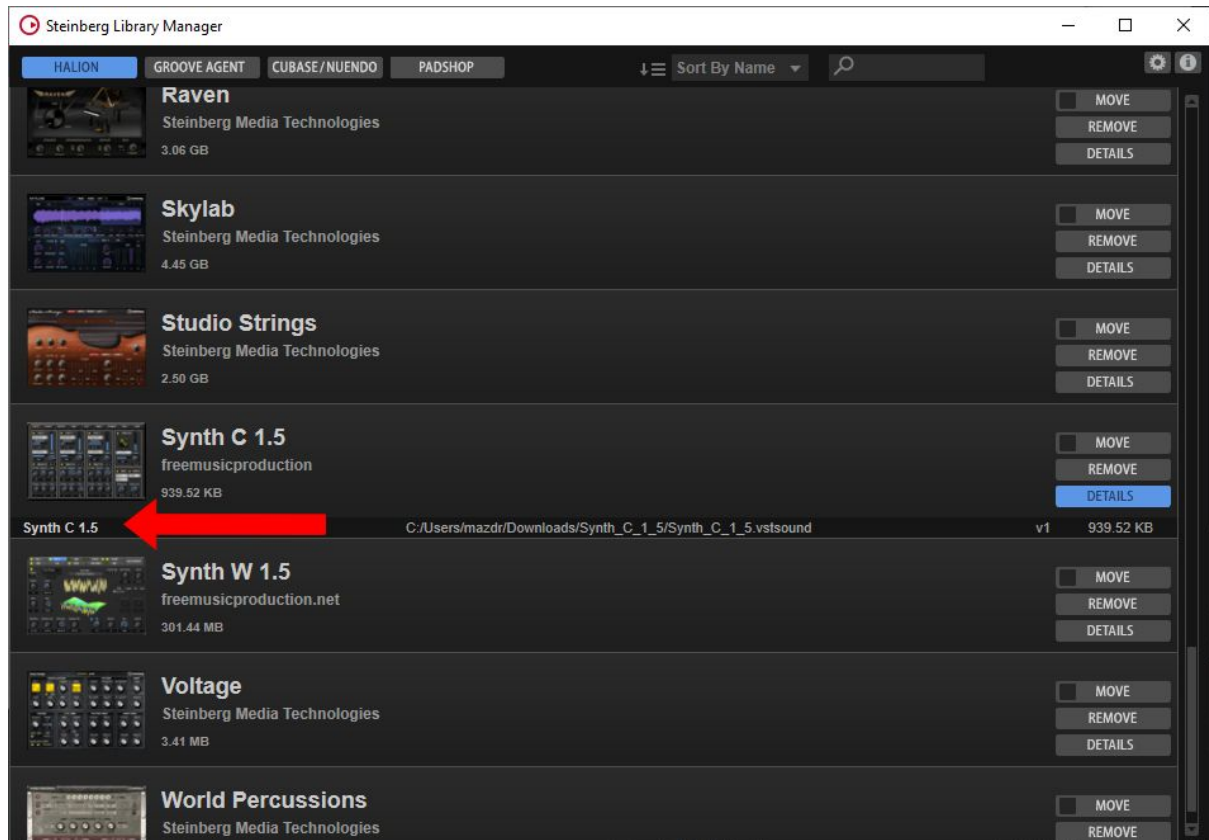 Steinberg Library Manager
HALION GROOVE AGENT CUBASE/NUENDO PADSHOP Sort By Name
Raven
Steinberg Media Technologies
3.06 GB
MOVE
REMOVE
DETAILS
Skylab
Steinberg Media Technologies
4.45 GB
MOVE
REMOVE
DETAILS
Studio Strings
Steinberg Media Technologies
2.50 GB
MOVE
REMOVE
DETAILS
Synth C 1.5
freemusicproduction
939.52 KB
MOVE
REMOVE
DETAILS
Synth C 1.5 C:/Users/mazdr/Downloads/Synth_C_1_5/Synth_C_1_5.vstsound v1 939.52 KB
Synth W 1.5
freemusicproduction.net
301.44 MB
MOVE
REMOVE
DETAILS
Voltage
Steinberg Media Technologies
3.41 MB
MOVE
REMOVE
DETAILS
World Percussions
Steinberg Media Technologies
MOVE
REMOVE